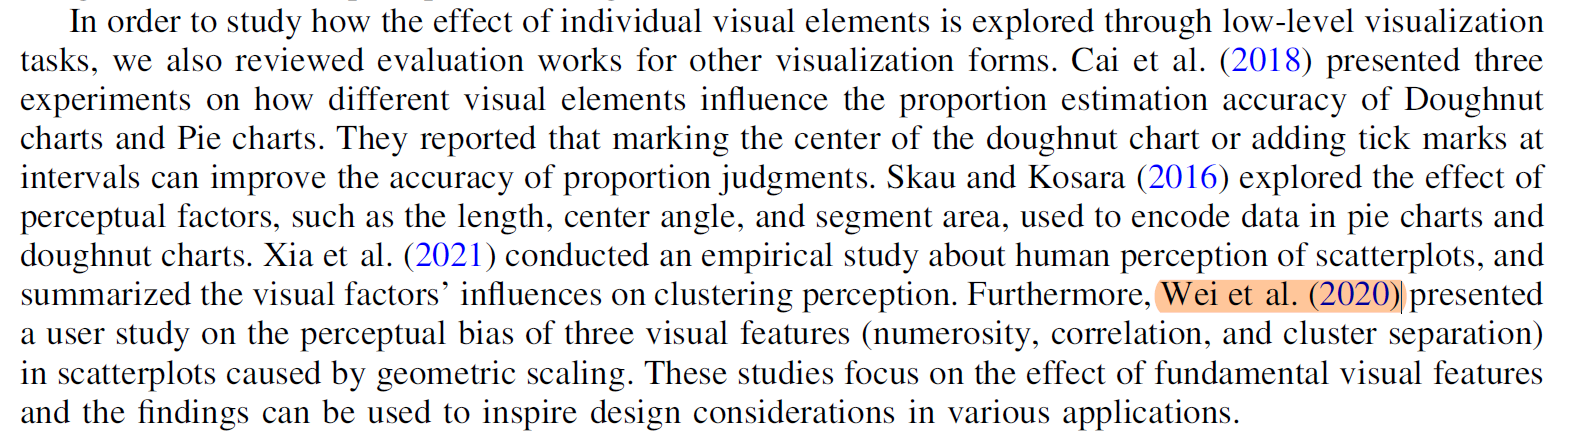 In order to study how the effect of individual visual elements is explored through low-level visualization
tasks, we also reviewed evaluation works for other visualization forms. Cai et al. (2018) presented three
experiments on how different visual elements influence the proportion estimation accuracy of Doughnut
charts and Pie charts. They reported that marking the center of the doughnut chart or adding tick marks at
intervals can improve the accuracy of proportion judgments. Skau and Kosara (2016) explored the effect of
perceptual factors, such as the length, center angle, and segment area, used to encode data in pie charts and
doughnut charts. Xia et al. (2021) conducted an empirical study about human perception of scatterplots, and
summarized the visual factors' influences on clustering perception. Furthermore, Wei et al. (2020) presented
a user study on the perceptual bias of three visual features (numerosity, correlation, and cluster separation)
in scatterplots caused by geometric scaling. These studies focus on the effect of fundamental visual features
and the findings can be used to inspire design considerations in various applications.